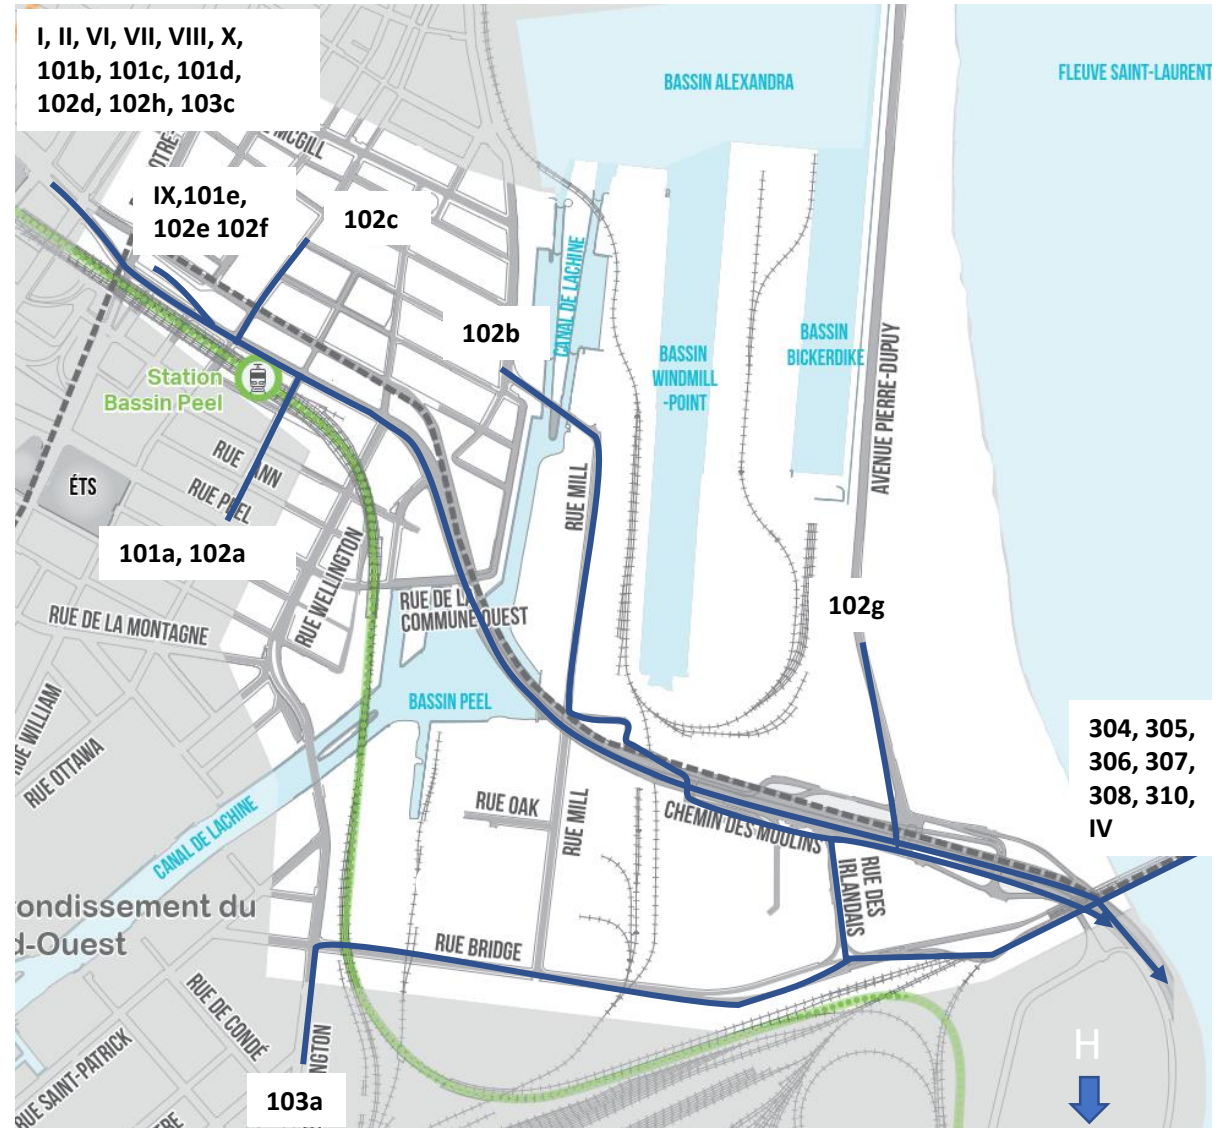 I, II, VI, VII, VIII, X,
101b, 101c, 101d,
102d, 102h, 103c
BASSIN ALEXANDRA
FLEUVE SAINT-LAURENT
MCGILL
IX,101e,
102e 102f
102c
CANAL DE LACHINE
102b
BASSIN
WINDMILL
-POINT
BASSIN
BICKERDIKE
AVENUE PIERRE-DUPUY
Station
Bassin Peel
RUE ANN
RUE PEEL
ÉTS
RUE MILL
101a, 102a
RUE WELLINGTON
RUE DE LA
COMMUNE OUEST
102g
RUE DE LA MONTAGNE
BASSIN PEEL
RUE WILLIAM
RUE OTTAWA
304, 305,
306, 307,
308, 310,
IV
RUE OAK
RUE MILL
CHEMIN DES MOULINS
CANAL DE LACHINE
RUE DES
IRLANDAIS
ondissement du
d-Ouest
RUE BRIDGE
RUE DE CONDÉ
RUE SAINT-PATRICK
NGTON
H
103a
TRE